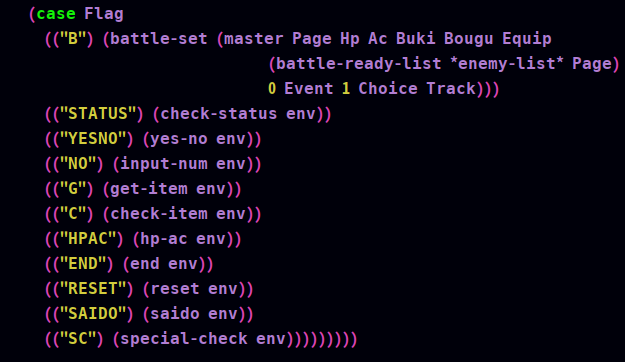 (case Flag
(("B") (battle-set (master Page Hp Ac Buki Bougu Equip
(battle-ready-list *enemy-list* Page)
0 Event 1 Choice Track)))
(("STATUS") (check-status env))
(("YESNO") (yes-no env))
(("NO") (input-num env))
(("G") (get-item env))
(("C") (check-item env))
(("HPAC") (hp-ac env))
(("END") (end env))
(("RESET") (reset env))
(("SAIDO") (saido env))
(("SC") (special-check env)))))))))